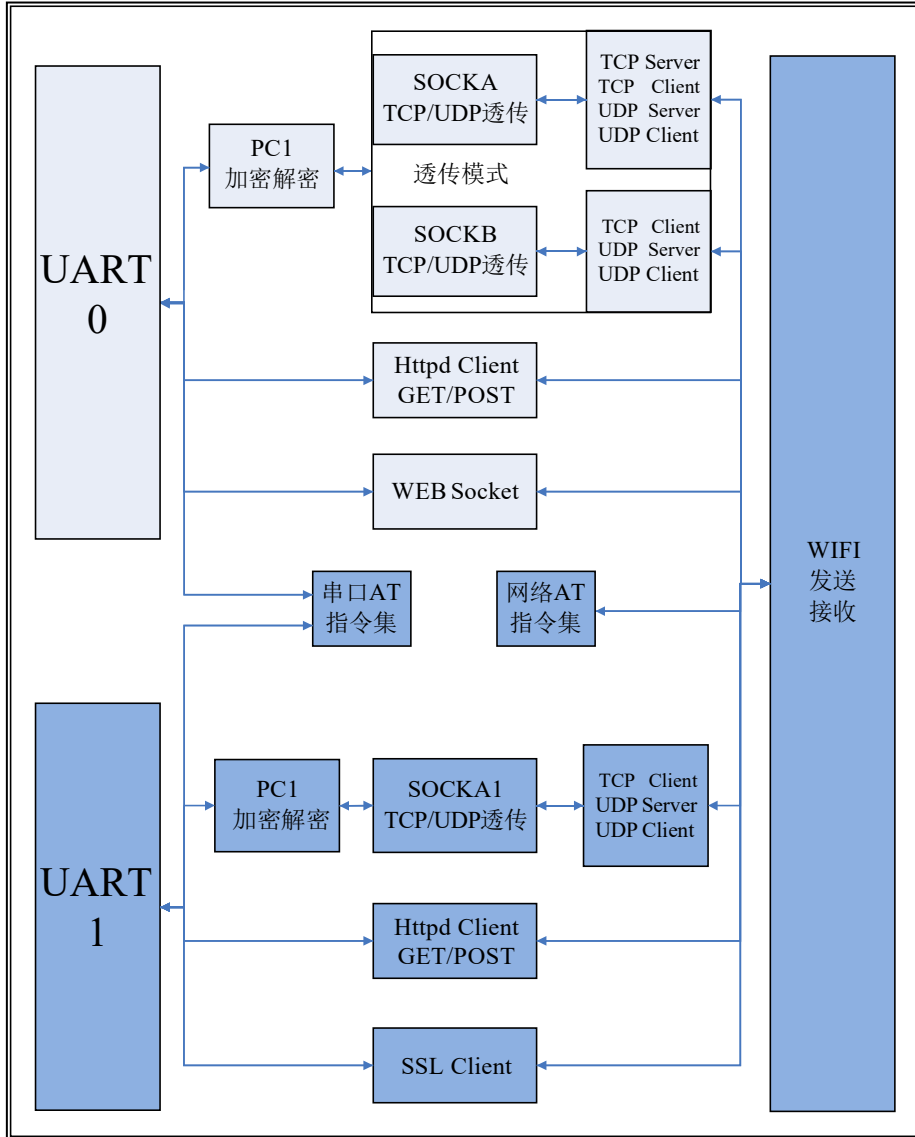 UART
0
PC1
加密解密
SOCKA
TCP/UDP透传
TCP Server
TCP Client
UDP Server
UDP Client
透传模式
SOCKB
TCP/UDP透传
TCP Client
UDP Server
UDP Client
Httpd Client
GET/POST
WEB Socket
串口AT
指令集
网络AT
指令集
WIFI
发送
接收
UART
1
PC1
加密解密
SOCKA1
TCP/UDP透传
TCP Client
UDP Server
UDP Client
Httpd Client
GET/POST
SSL Client